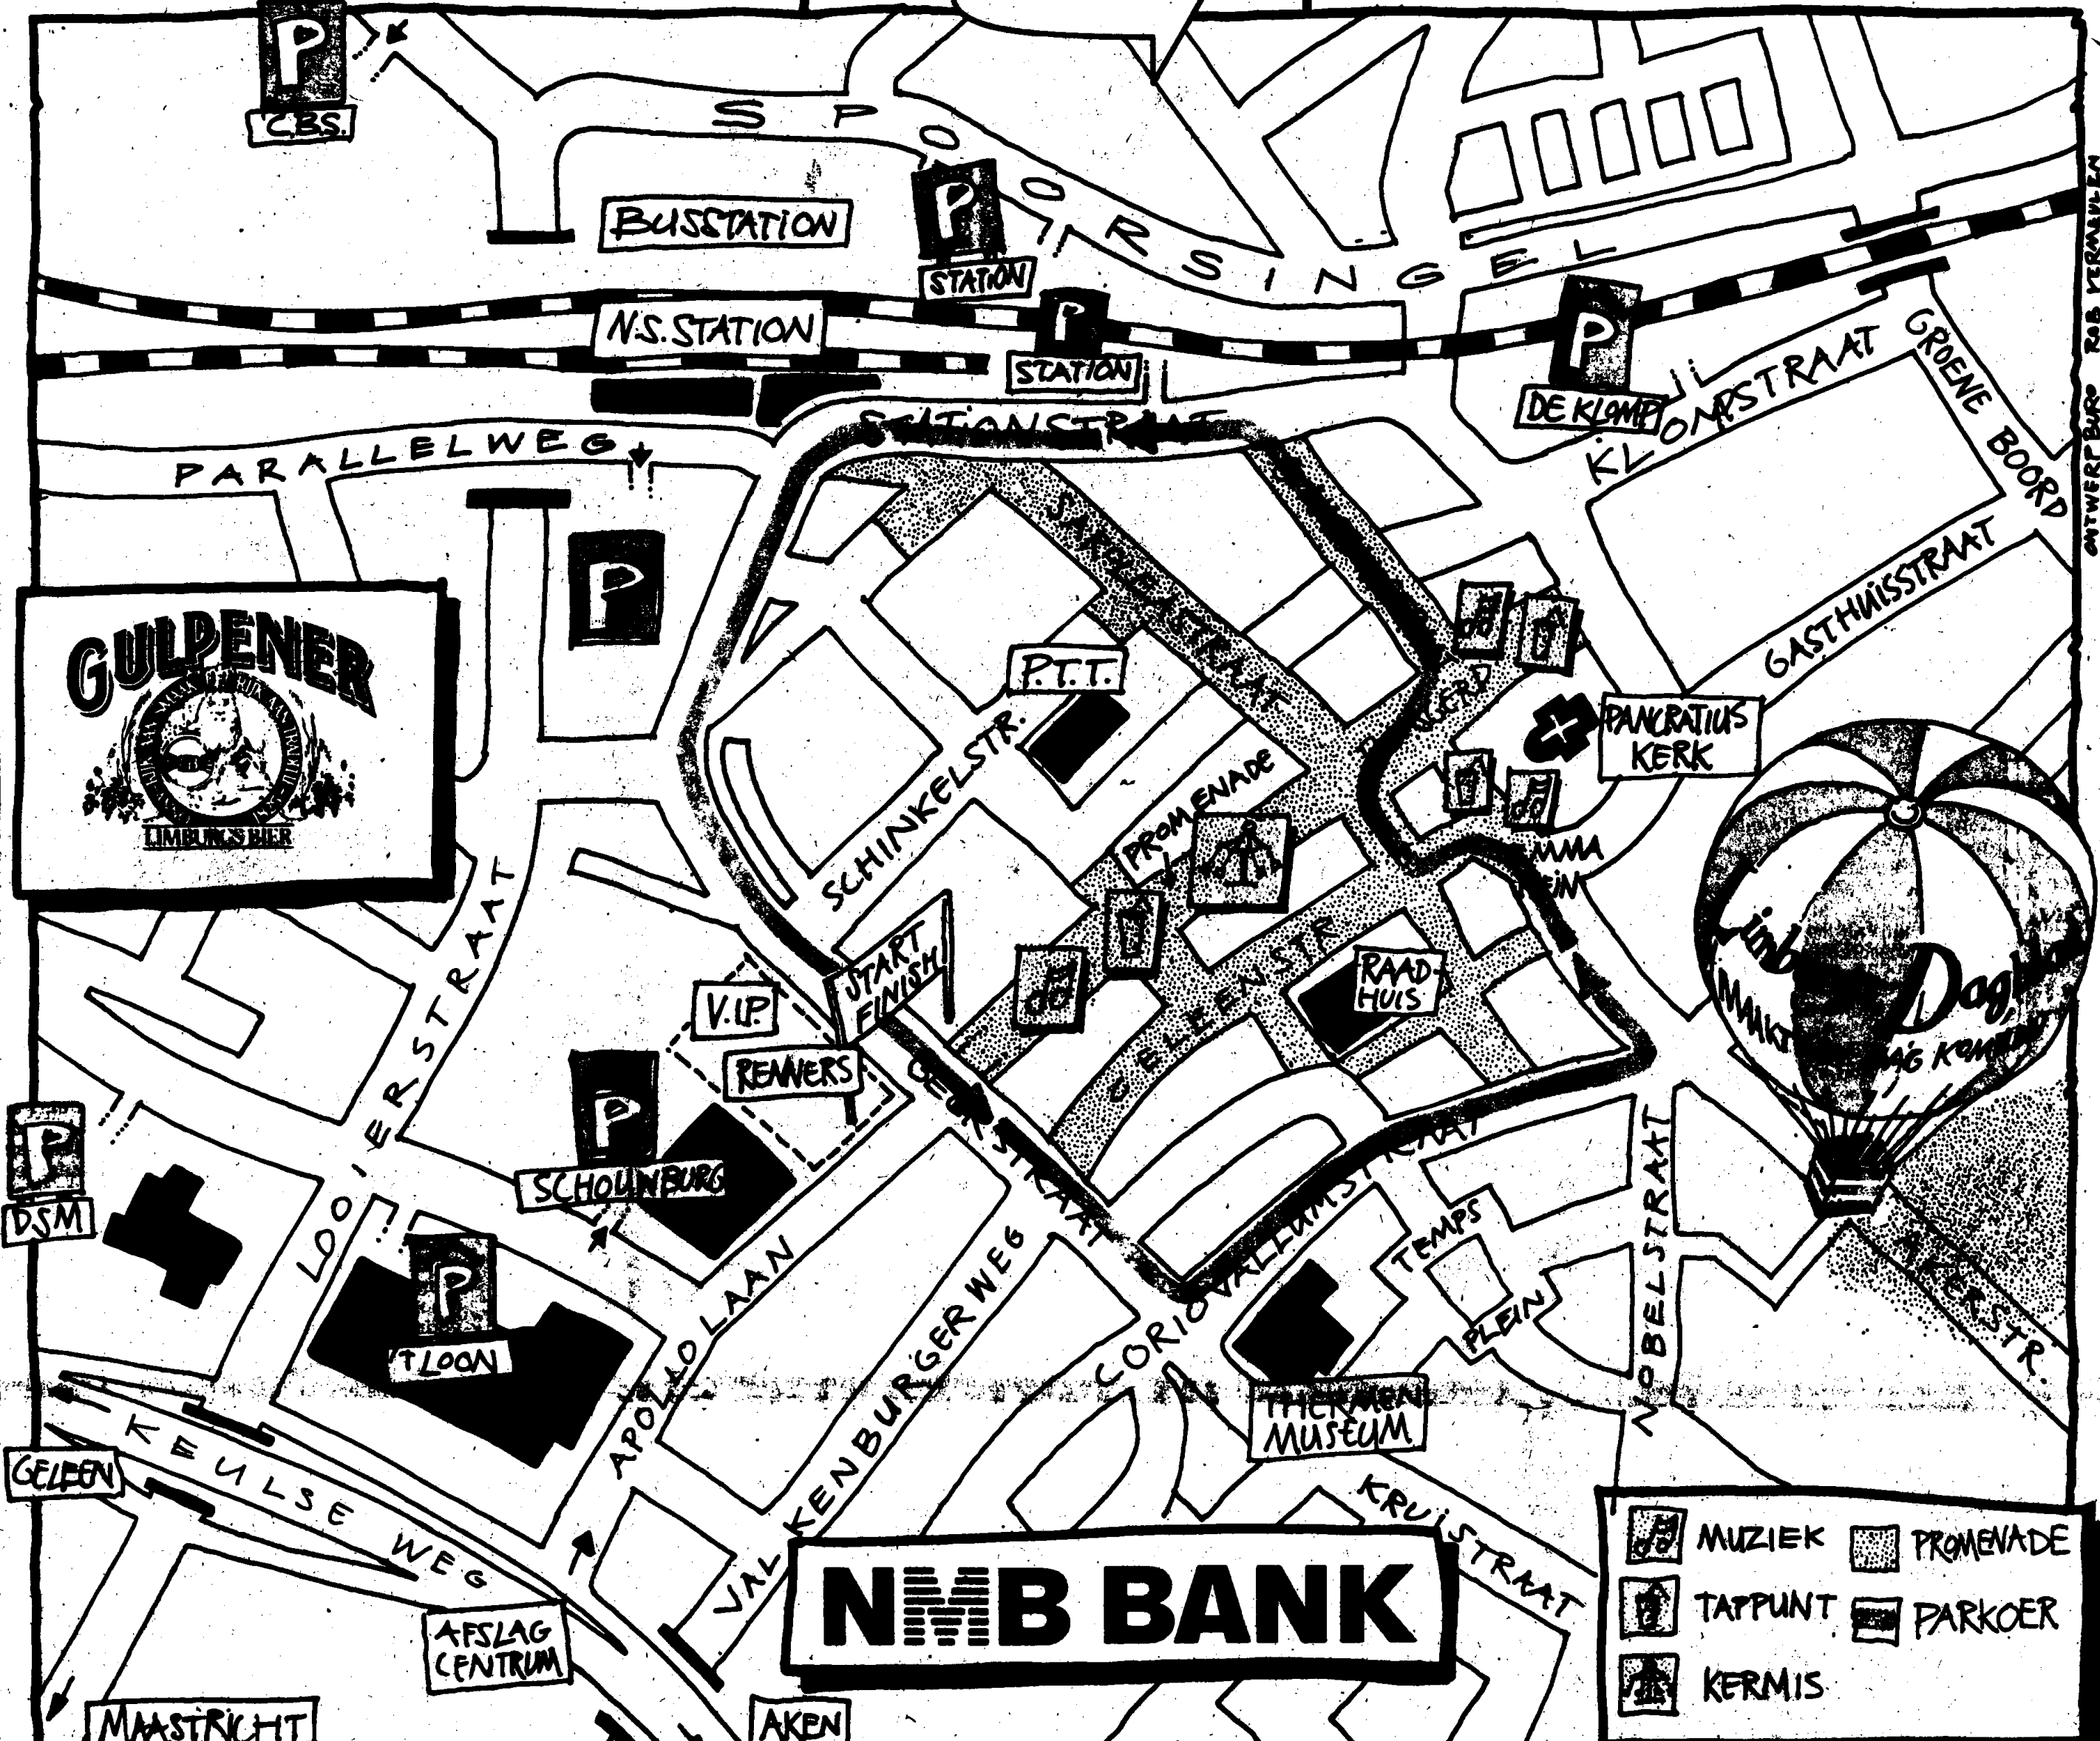 P
C.B.S.
SPOORSINGEL
BUSSTATION
P
STATION
N.S. STATION
P
STATION
P
DE KLOMP
KLOMPSTRAAT
GROENE BOORD
ONTWERPBURO ROB
STATIONSTRAAT
PARALLELWEG
P
SAROLEASTRAAT
GASTHUISSTRAAT
GULPENER
LIMBURGS BIER
P.T.T.
PANCRATIUS
KERK
SCHINKELSTR.
PROMENADE
LOOIERSTRAAT
START
FINISH
V.I.P.
RENNERS
GELEENSTR
RAAD-
HUIS
MAAKT
P
SCHOUWBURG
P
DSM
CORIOVALLUMSTRAAT
NOBELSTRAAT
TEMPS
PLEIN
AKERSTR.
P
'T LOON
APOLLOLAAN
VALKENBURGERWEG
THERMEN
MUSEUM
KEULSE WEG
GELEEN
KRUISTRAAT
NMB BANK
AFSLAG
CENTRUM
MAASTRICHT
AKEN
MUZIEK
PROMENADE
TAPPUNT
PARKOER
KERMIS